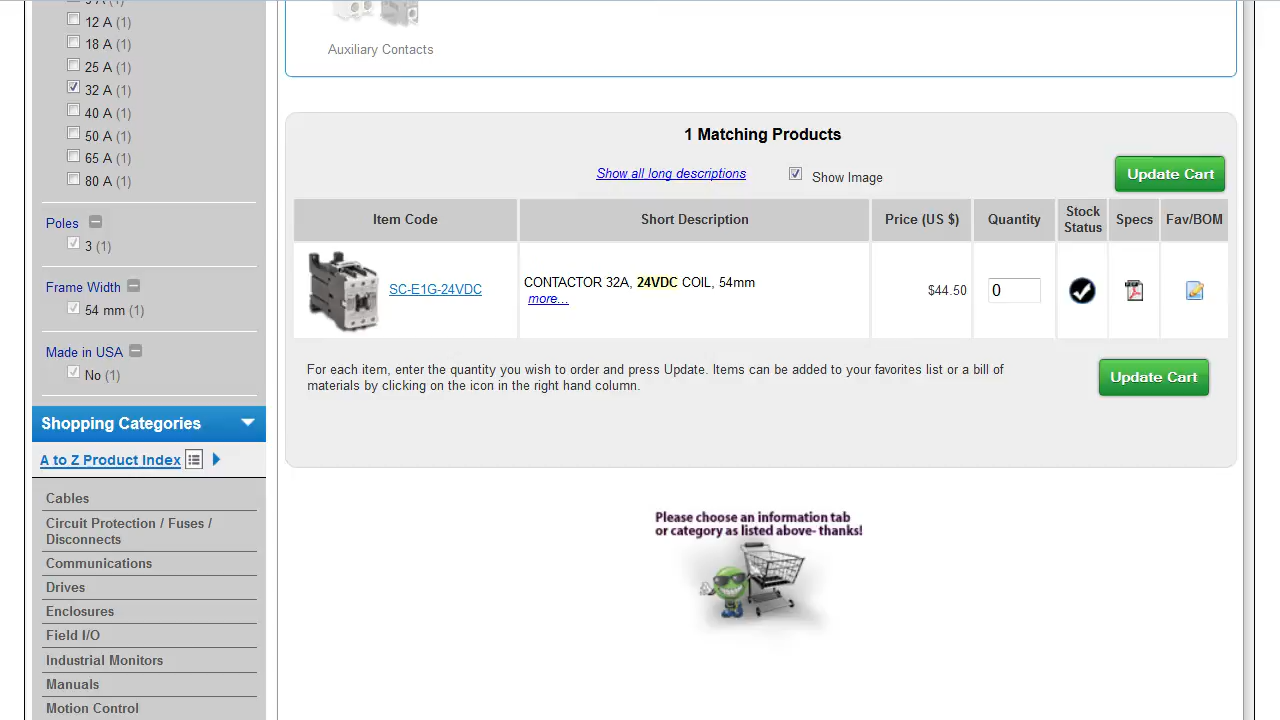 12 A (1)
18 A (1)
25 A (1)
32 A (1)
40 A (1)
50 A (1)
65 A (1)
80 A (1)
Poles
3 (1)
Frame Width
54 mm (1)
Made in USA
No (1)
Shopping Categories
A to Z Product Index
Cables
Circuit Protection / Fuses /
Disconnects
Communications
Drives
Enclosures
Field I/O
Industrial Monitors
Manuals
Motion Control
Auxiliary Contacts
1 Matching Products
Show all long descriptions
Show Image
Update Cart
Item Code
Short Description
Price (US $)
Quantity
Stock
Status
Specs
Fav/BOM
SC-E1G-24VDC
CONTACTOR 32A, 24VDC COIL, 54mm
more...
$44.50
0
For each item, enter the quantity you wish to order and press Update. Items can be added to your favorites list or a bill of
materials by clicking on the icon in the right hand column.
Update Cart
Please choose an information tab
or category as listed above- thanks!